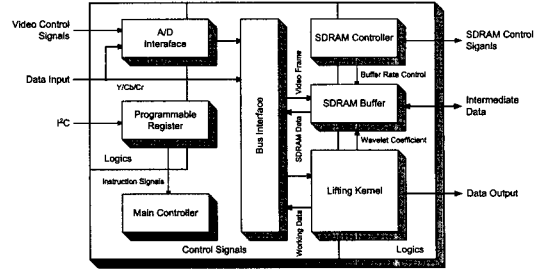 Video Control
Signals
A/D
Interaface
SDRAM Controller
SDRAM Control
Siganls
Data Input
Y/Cb/Cr
Video Frame
Buffer Rate Control
Bus Interface
SDRAM Buffer
Intermediate
Data
I²C
Programmable
Register
SDRAM Data
Wavelet Coefficient
Logics
Instruction Signals
Lifting Kernel
Data Output
Main Controller
Working Data
Control Signals
Logics